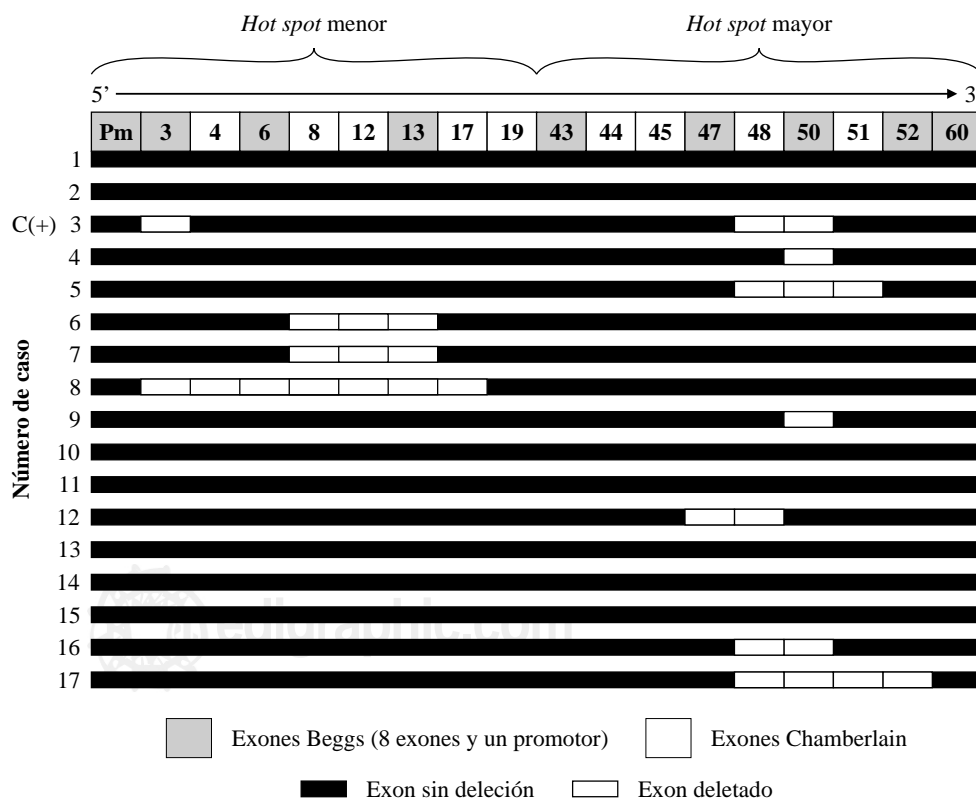 Hot spot menor Hot spot mayor
5’ 3
Pm 3 4 6 8 12 13 17 19 43 44 45 47 48 50 51 52 60
1
2
C(+) 3
4
5
6
7
8
9
10
11
12
13
14
15
16
17
Número de caso
edigraphic.com
Exones Beggs (8 exones y un promotor) Exones Chamberlain
Exon sin deleción Exon deletado